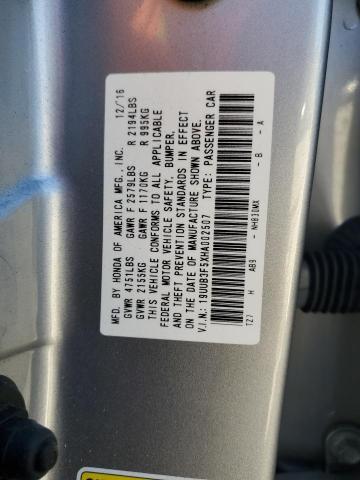 MFD. BY HONDA OF AMERICA MFG., INC. 12/16
GVWR 4751LBS GAWR F 2579LBS R 2194LBS
GVWR 2155KG GAWR F 1170KG R 995KG
THIS VEHICLE CONFORMS TO ALL APPLICABLE
FEDERAL MOTOR VEHICLE SAFETY, BUMPER,
AND THEFT PREVENTION STANDARDS IN EFFECT
ON THE DATE OF MANUFACTURE SHOWN ABOVE.
V.I.N.: 19UUB3F5XHA002507 TYPE: PASSENGER CAR
TZ7 H AB9 - NH830MX - B - A